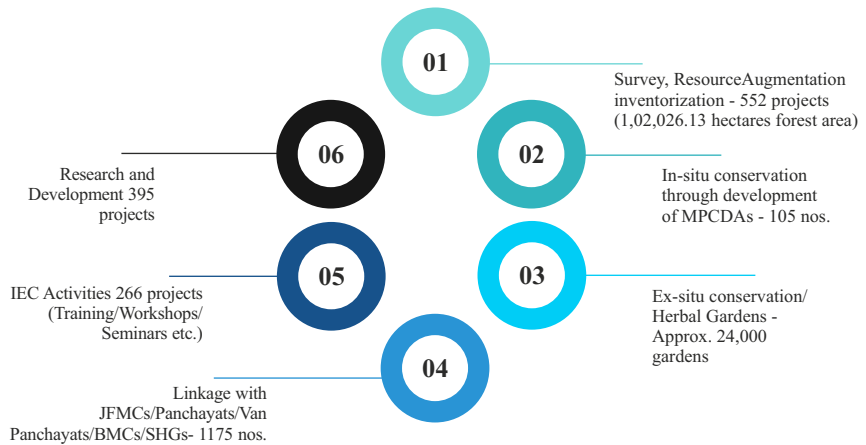 01
Survey, ResourceAugmentation
inventorization - 552 projects
(1,02,026.13 hectares forest area)
02
In-situ conservation
through development
of MPCDAs - 105 nos.
03
Ex-situ conservation/
Herbal Gardens -
Approx. 24,000
gardens
04
Linkage with
JFMCs/Panchayats/Van
Panchayats/BMCs/SHGs- 1175 nos.
05
IEC Activities 266 projects
(Training/Workshops/
Seminars etc.)
06
Research and
Development 395
projects